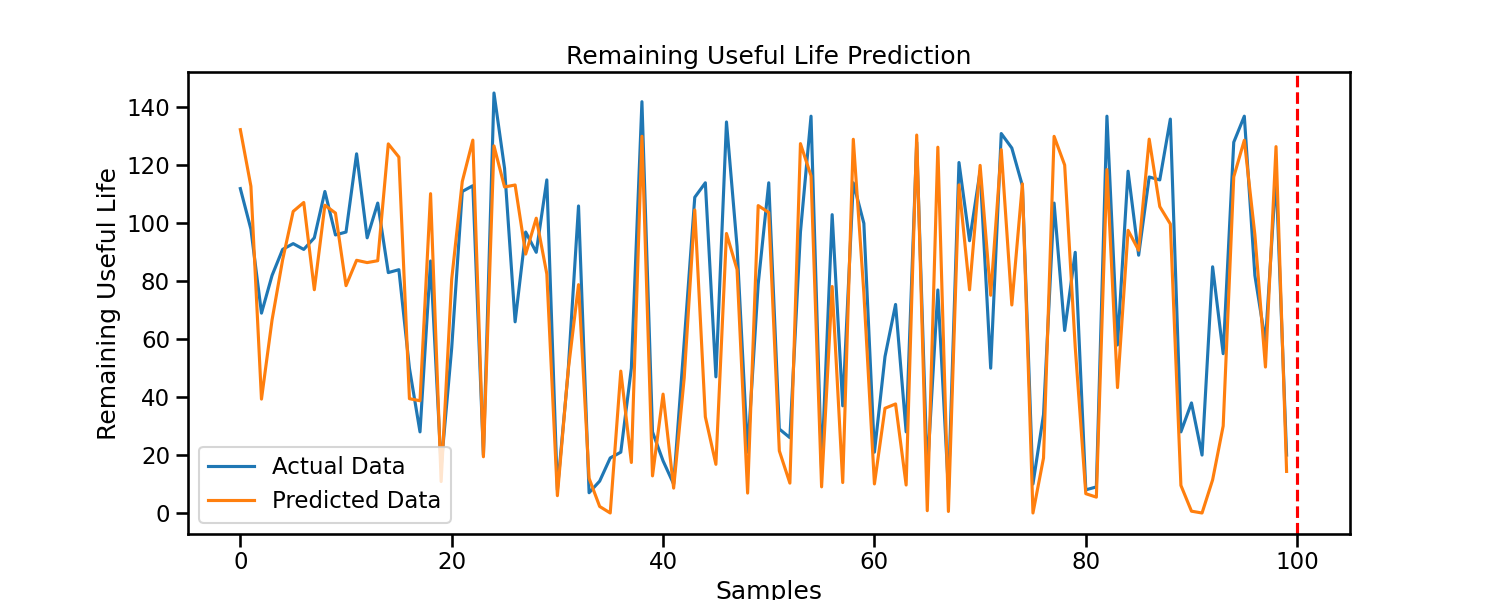 Remaining Useful Life Prediction
Remaining Useful Life
140
120
100
80
60
40
20
0
Actual Data
Predicted Data
0 20 40 60 80 100
Samples